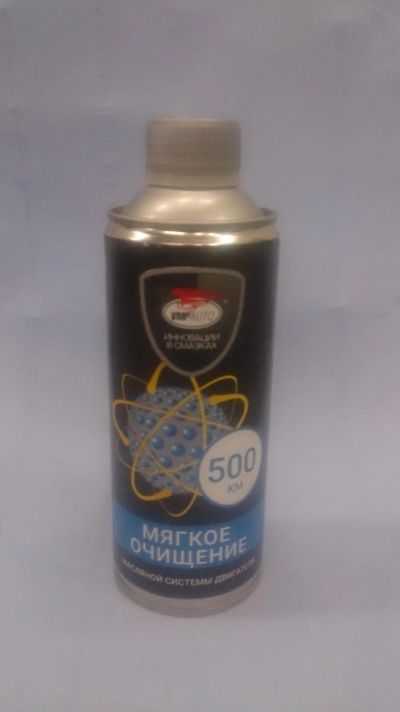 VMPAUTO
ИННОВАЦИИ
В СМАЗКАХ
500
КМ
МЯГКОЕ
ОЧИЩЕНИЕ
МАСЛЯНОЙ СИСТЕМЫ ДВИГАТЕЛЯ